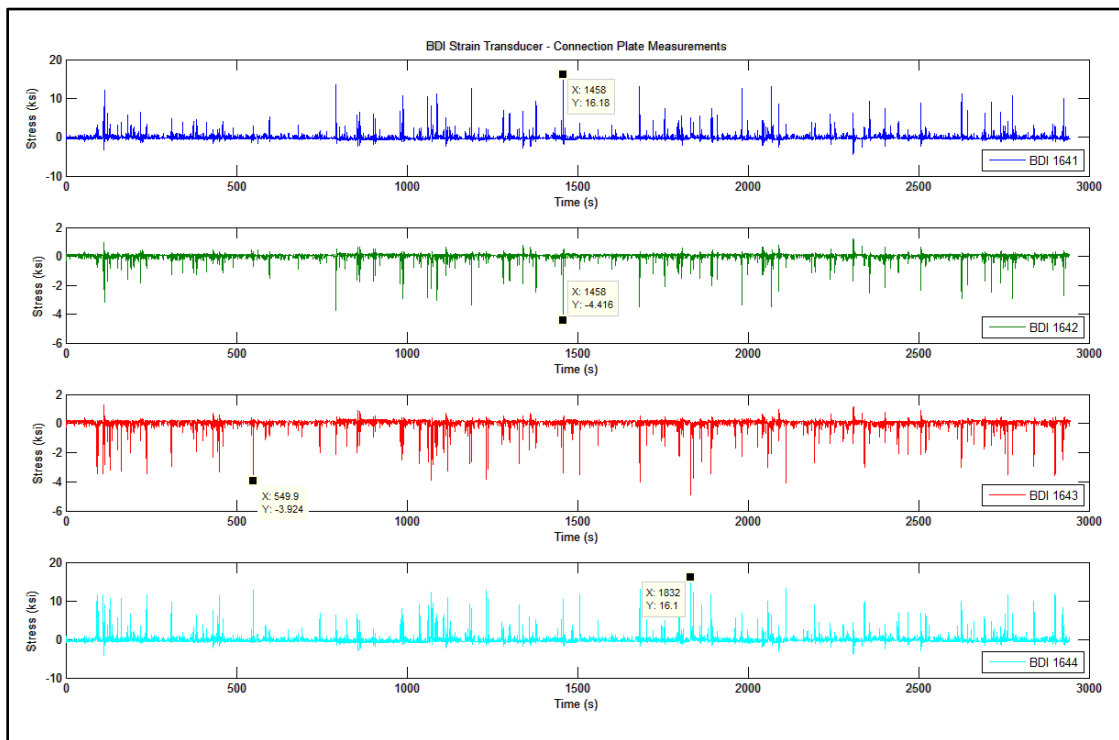 BDI Strain Transducer - Connection Plate Measurements
20
10
0
-10
Stress (ksi)
X: 1458
Y: 16.18
BDI 1641
0 500 1000 1500 2000 2500 3000
Time (s)
2
0
-2
-4
-6
Stress (ksi)
X: 1458
Y: -4.416
BDI 1642
0 500 1000 1500 2000 2500 3000
Time (s)
2
0
-2
-4
-6
Stress (ksi)
X: 549.9
Y: -3.924
BDI 1643
0 500 1000 1500 2000 2500 3000
Time (s)
20
10
0
-10
Stress (ksi)
X: 1832
Y: 16.1
BDI 1644
0 500 1000 1500 2000 2500 3000
Time (s)